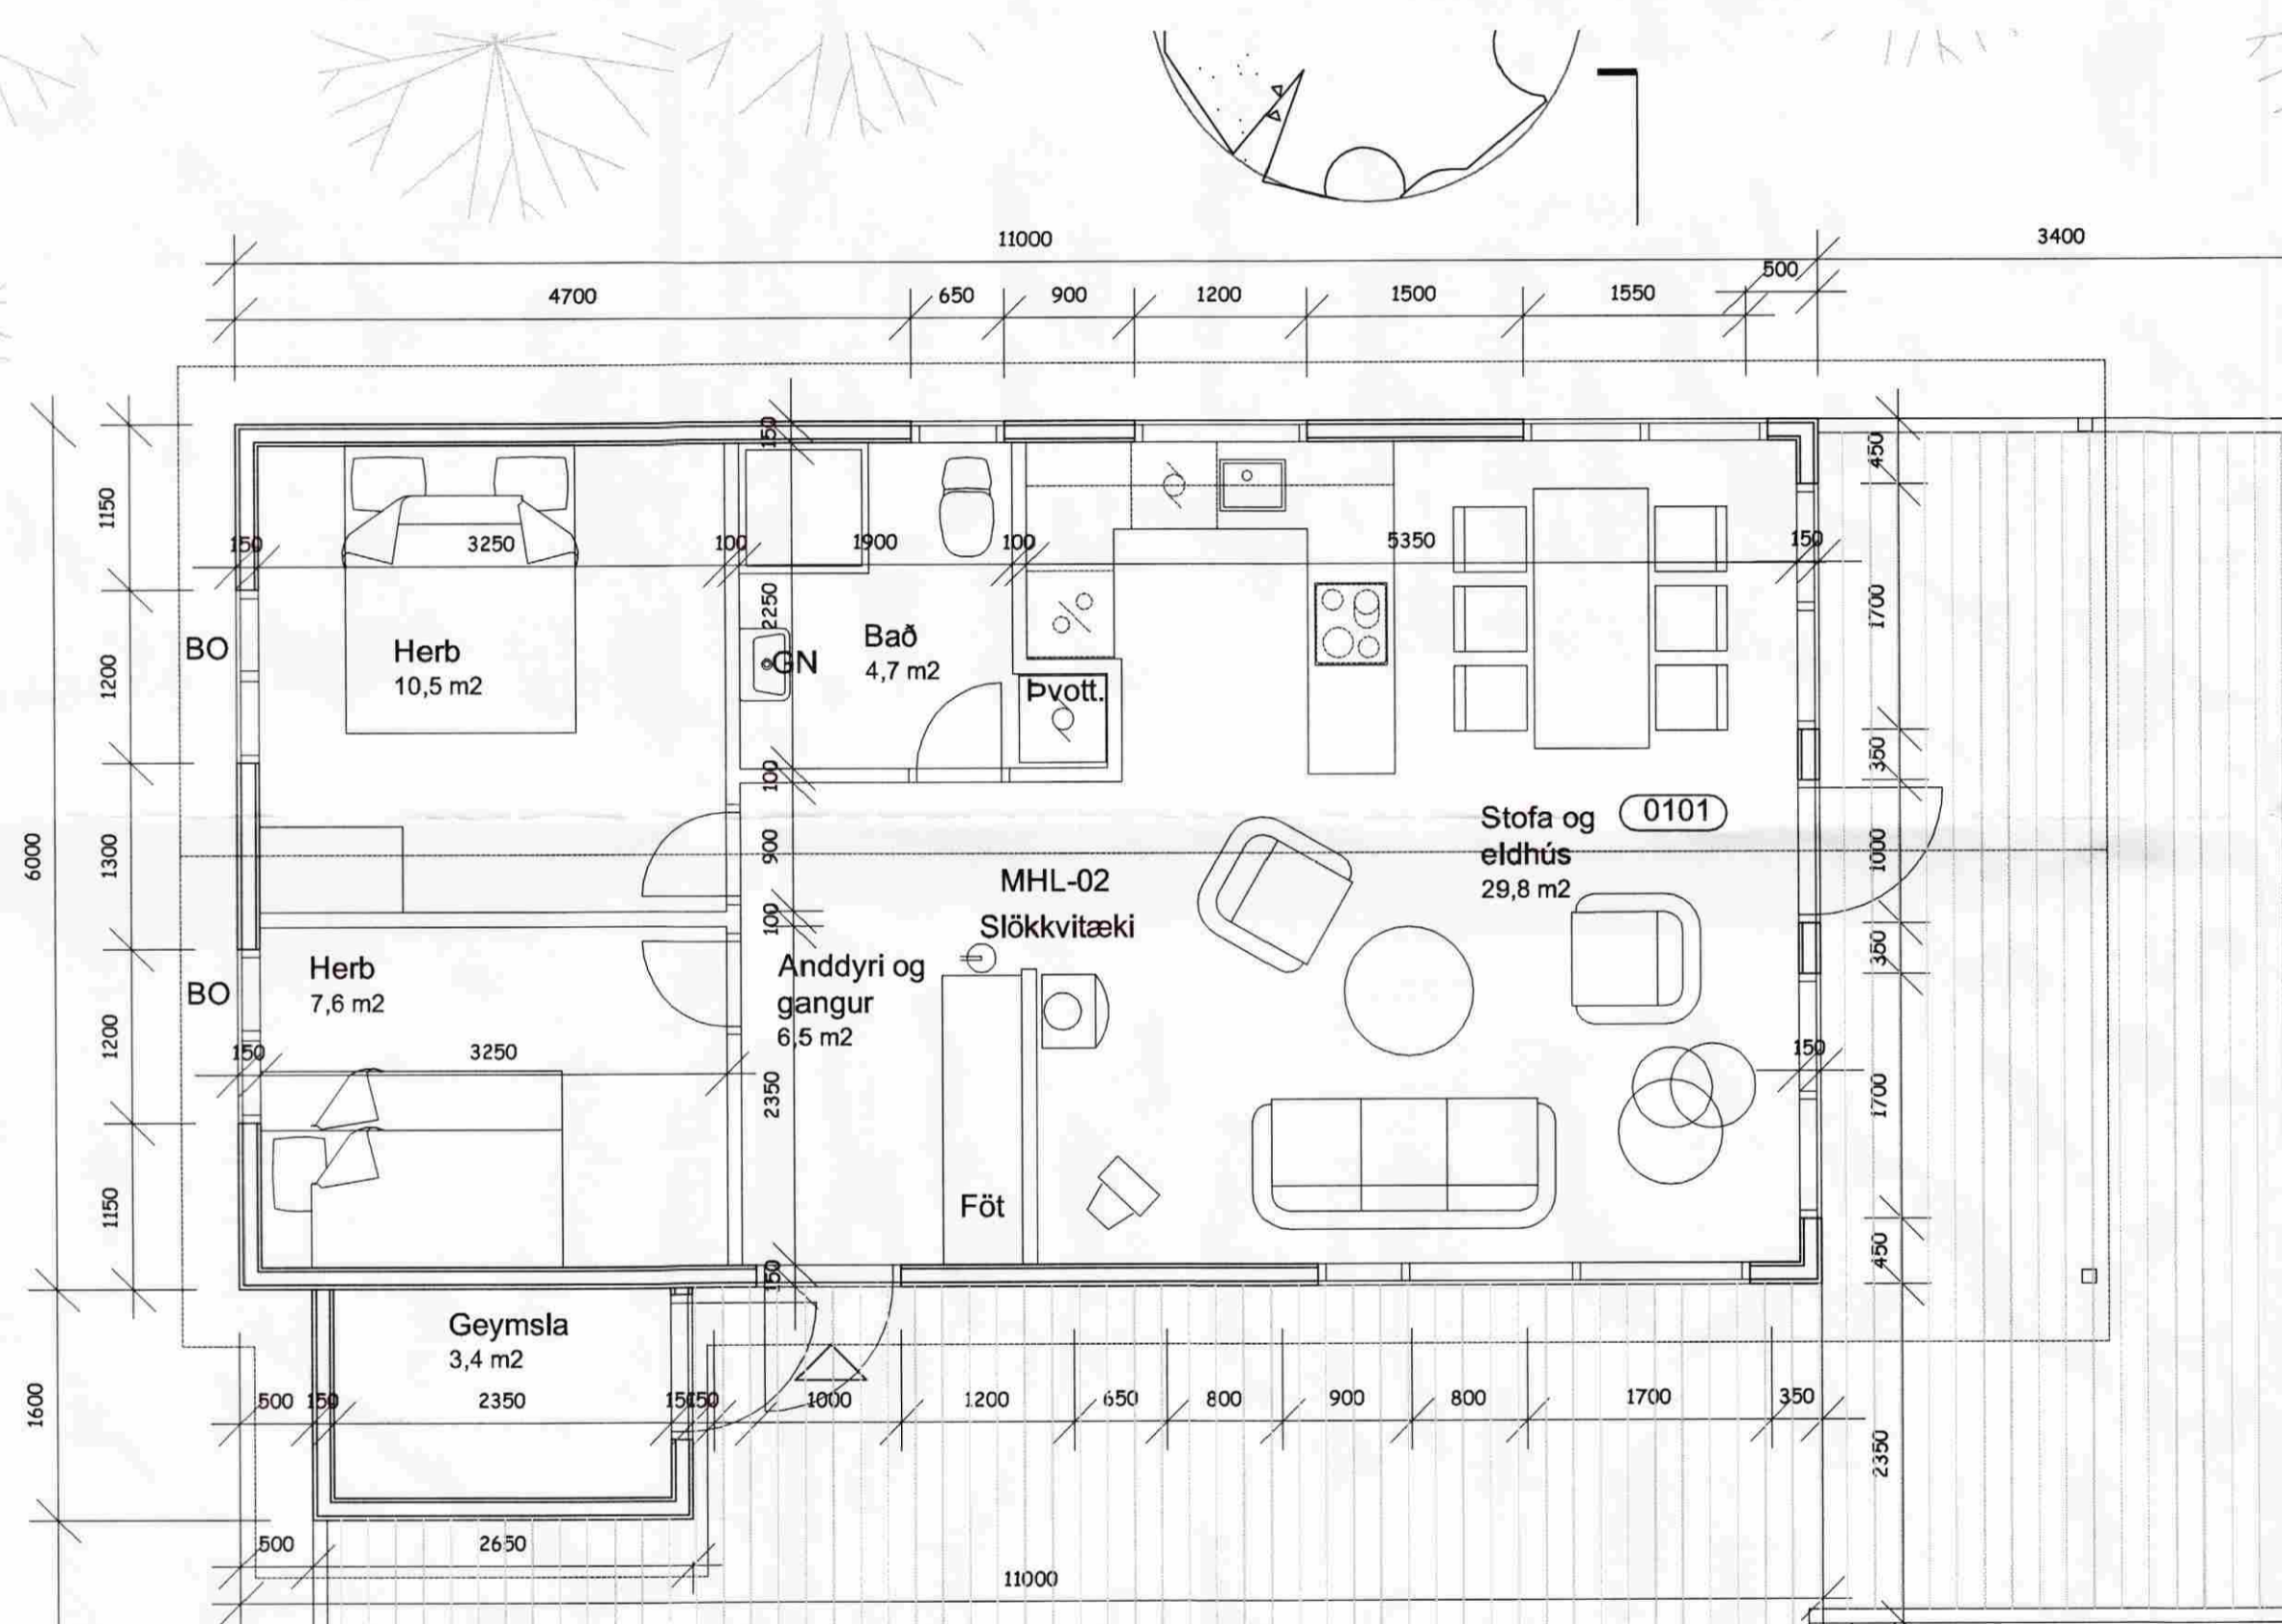 11000
3400
500
4700
650
900
1200
1500
1550
150
450
1150
150
3250
100
1900
100
5350
150
2250
1700
BO
Herb
10,5 m2
GN
Bað
4,7 m2
1200
Þvott.
100
350
6000
1300
900
Stofa og
eldhús
29,8 m2
0101
1000
MHL-02
Slökkvitæki
100
350
BO
Herb
7,6 m2
Anddyri og
gangur
6,5 m2
1200
150
3250
150
2350
1700
1150
Föt
150
450
Geymsla
3,4 m2
1600
500
150
2350
150
1000
1200
650
800
900
800
1700
350
2350
500
2650
11000